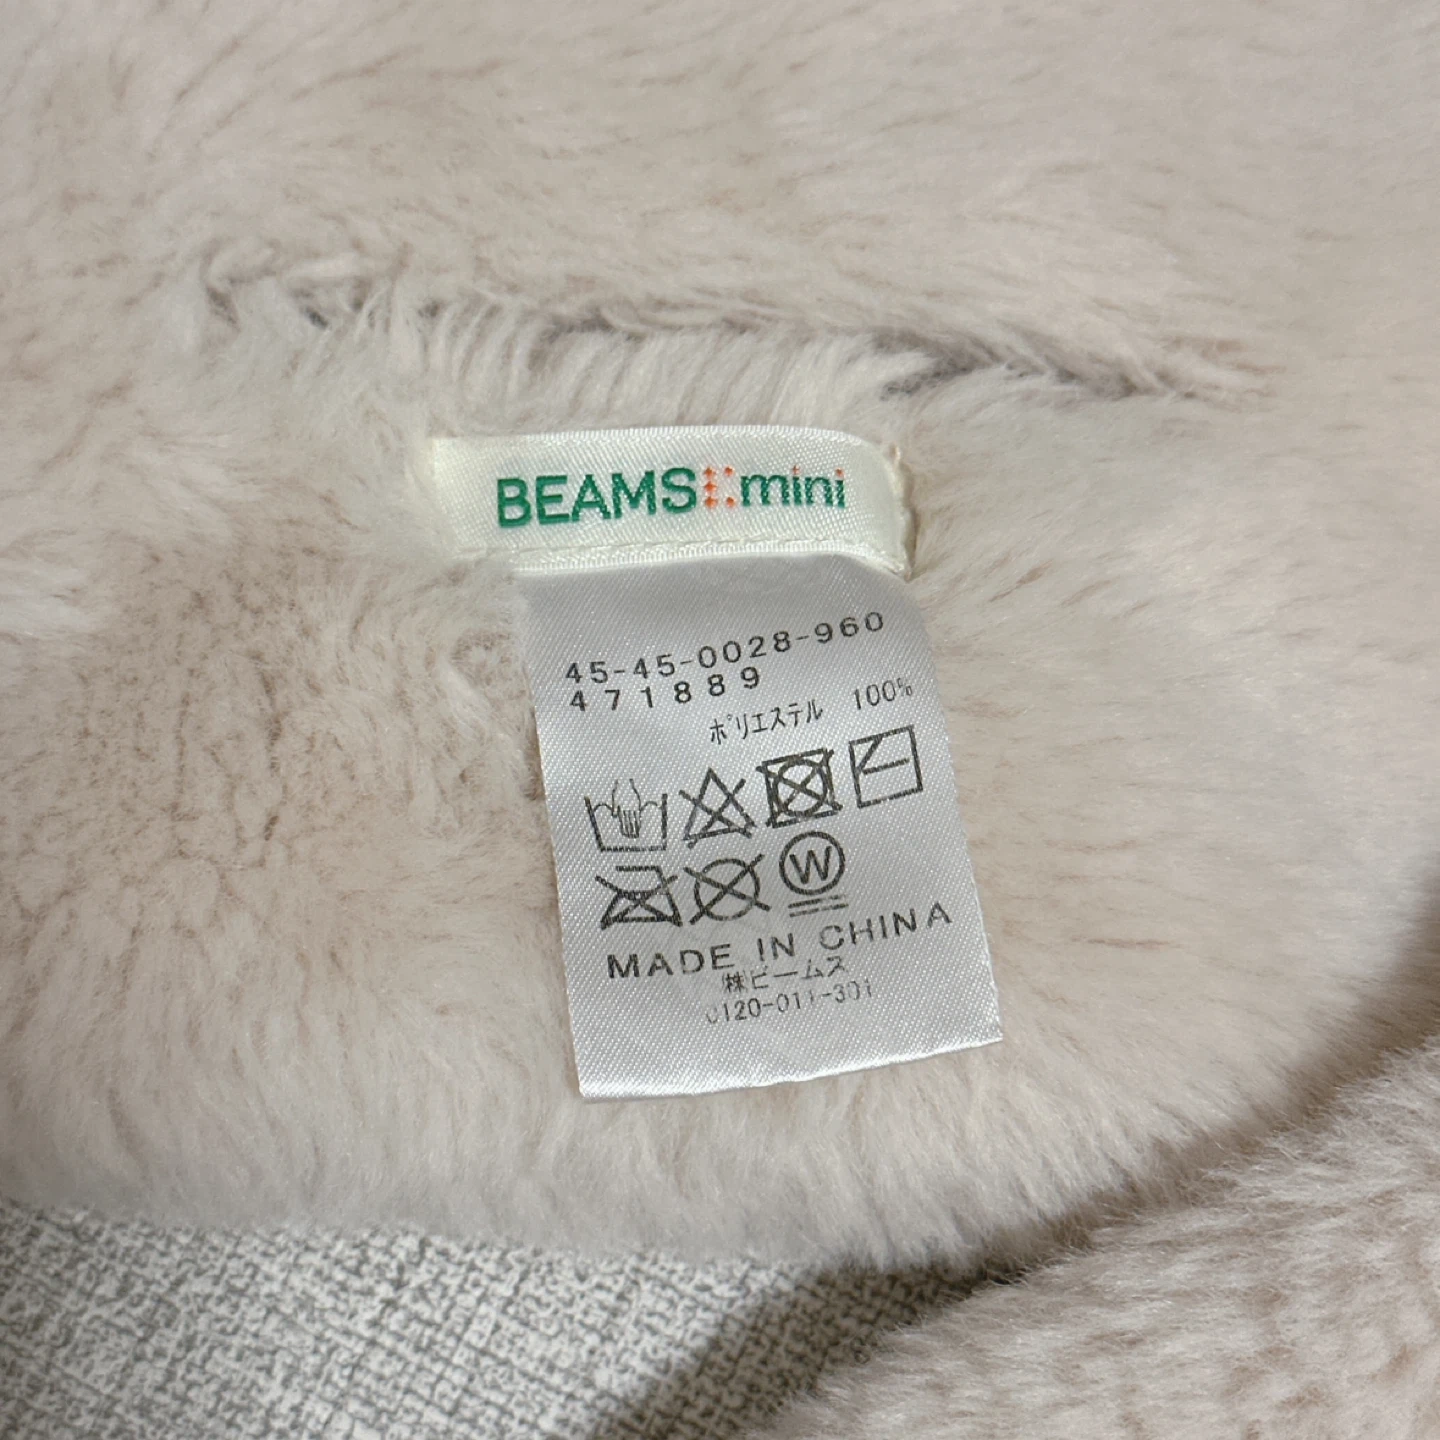 BEAMS mini
45-45-0028-960
471889
ポリエステル 100%
W
MADE IN CHINA
㈱ビームス
0120-011-301